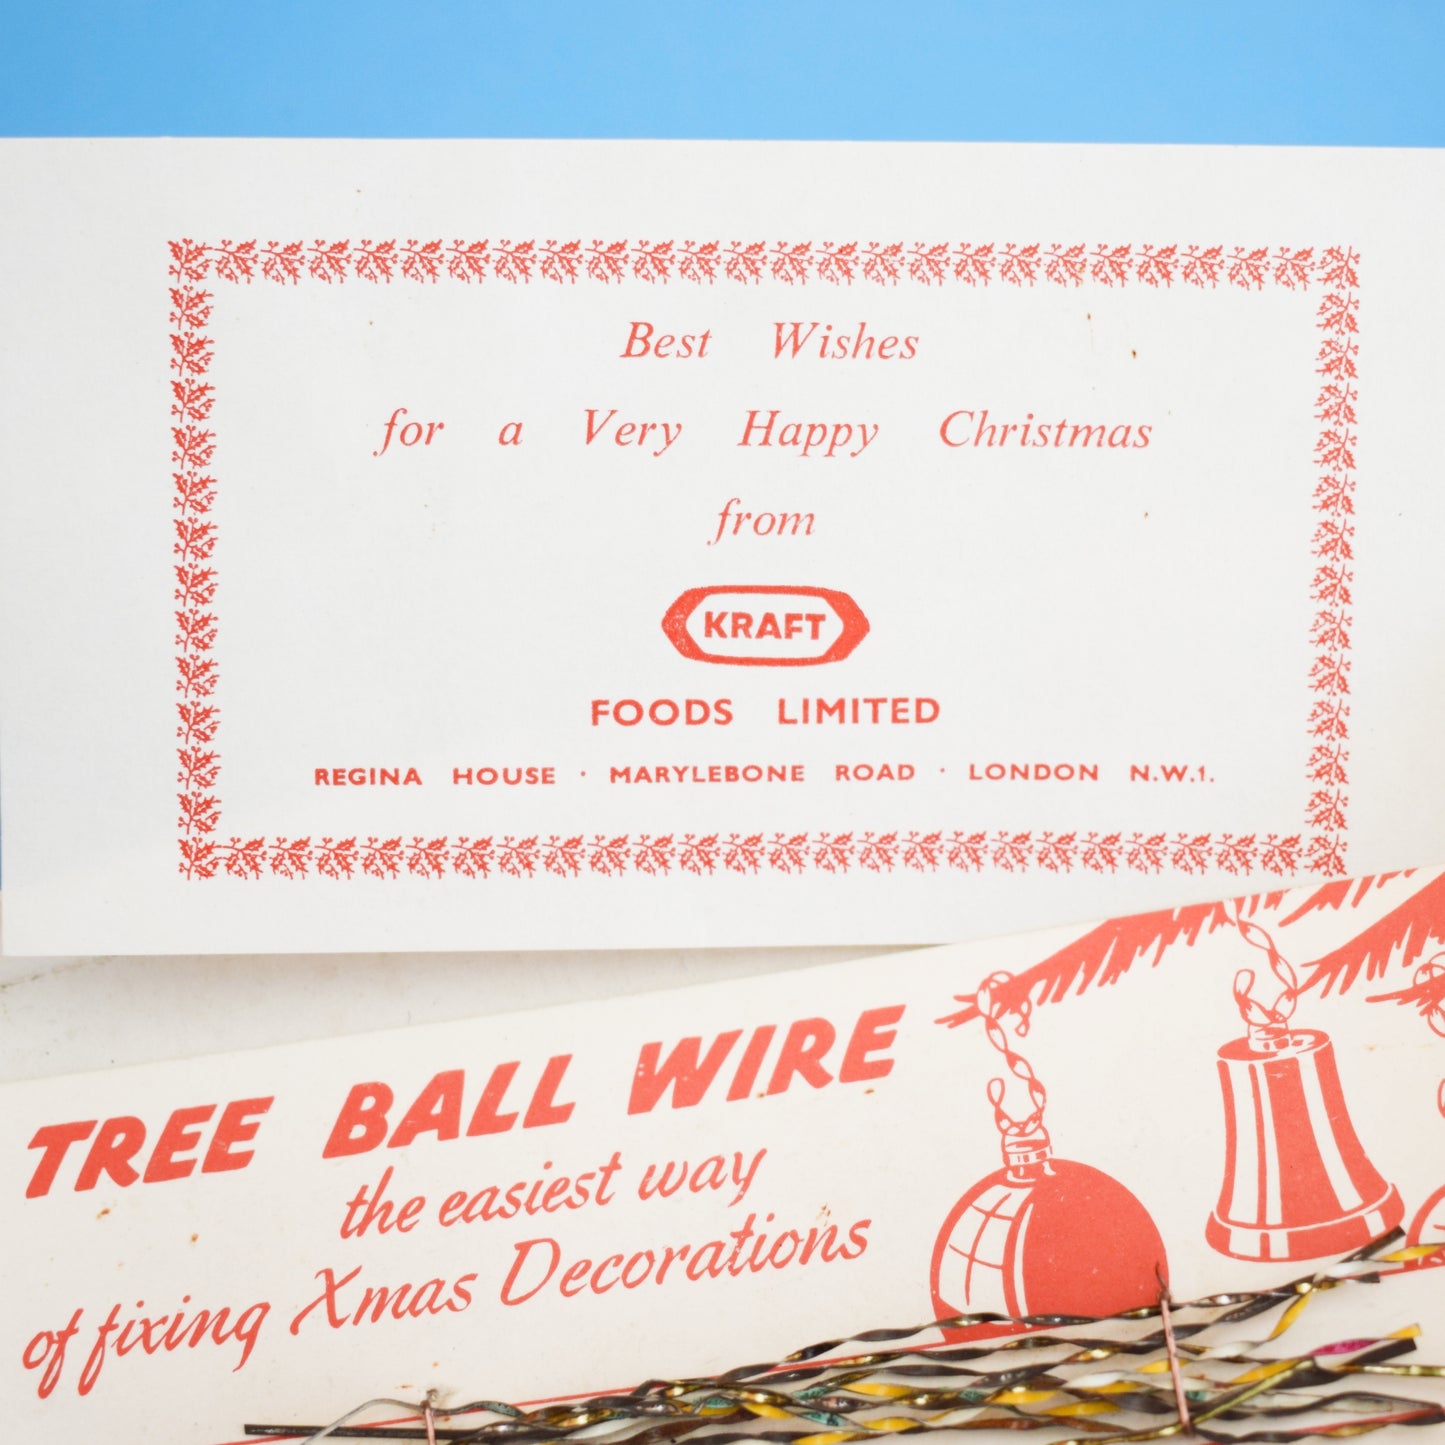 Best Wishes
for a Very Happy Christmas
from
KRAFT
FOODS LIMITED
REGINA HOUSE · MARYLEBONE ROAD · LONDON N.W.1.
TREE BALL WIRE
the easiest way
of fixing Xmas Decorations